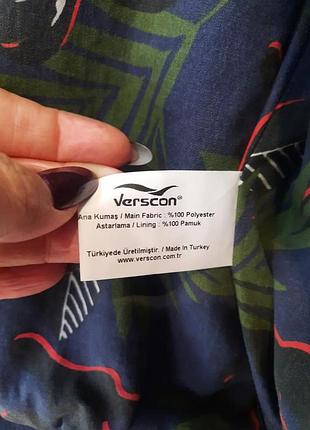 Verscon®
Ana Kumaş / Main Fabric : %100 Polyester
Astarlama / Lining : %100 Pamuk
Türkiyede Üretilmiştir. / Made In Turkey
www.verscon.com.tr